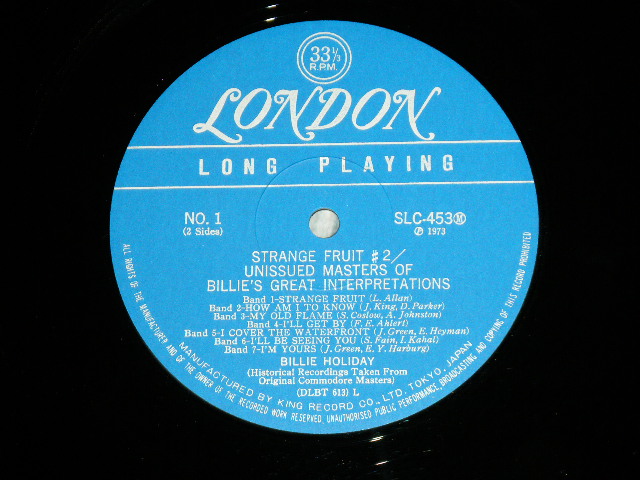 33 1/3
R.P.M.
LONDON
LONG PLAYING
NO. 1
(2 Sides)
SLC-453Ⓜ
Ⓟ 1973
STRANGE FRUIT #2/
UNISSUED MASTERS OF
BILLIE'S GREAT INTERPRETATIONS
Band 1-STRANGE FRUIT (L. Allan)
Band 2-HOW AM I TO KNOW (J. King, D. Parker)
Band 3-MY OLD FLAME (S. Coslow, A. Johnston)
Band 4-I'LL GET BY (F. E. Ahlert)
Band 5-I COVER THE WATERFRONT (J. Green, E. Heyman)
Band 6-I'LL BE SEEING YOU (S. Fain, I. Kahal)
Band 7-I'M YOURS (J. Green, E. Y. Harburg)
BILLIE HOLIDAY
(Historical Recordings Taken From
Original Commodore Masters)
(DLBT 613) L
MANUFACTURED BY KING RECORD CO., LTD. TOKYO, JAPAN
ALL RIGHTS OF THE MANUFACTURER AND OF THE OWNER OF THE RECORDED WORK RESERVED. UNAUTHORISED PUBLIC PERFORMANCE, BROADCASTING AND COPYING OF THIS RECORD PROHIBITED